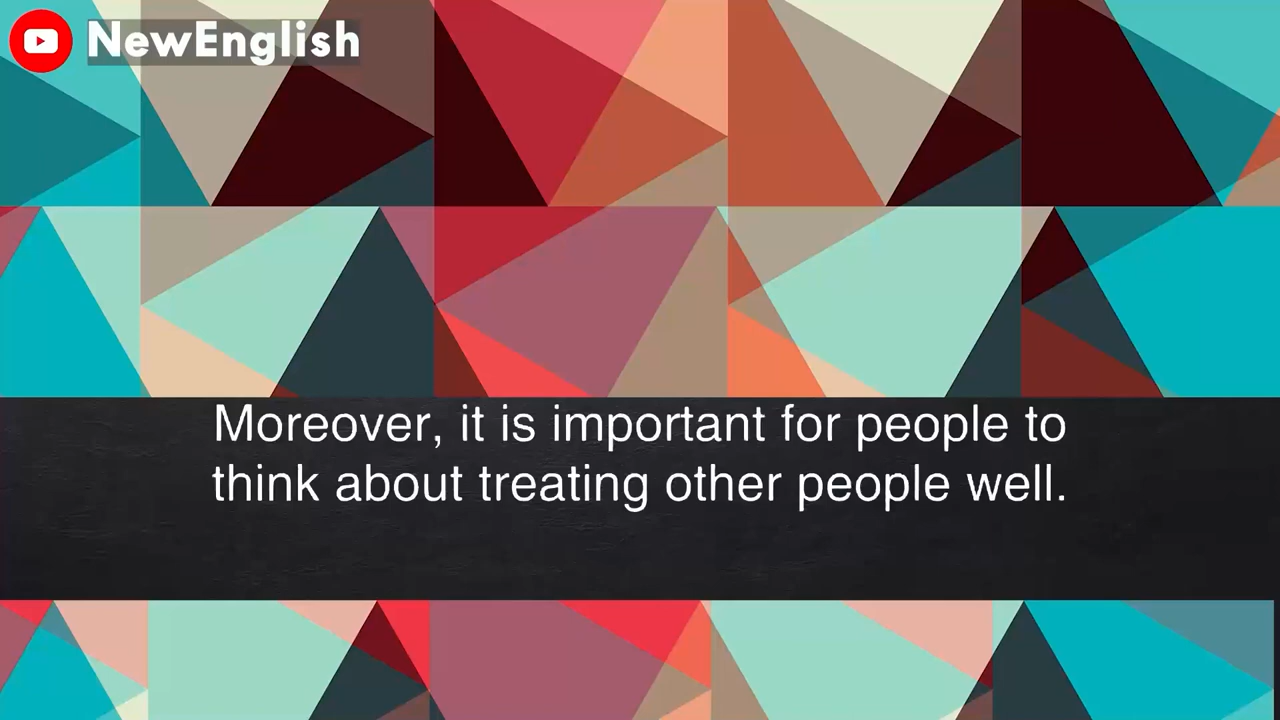 NewEnglish
Moreover, it is important for people to
think about treating other people well.